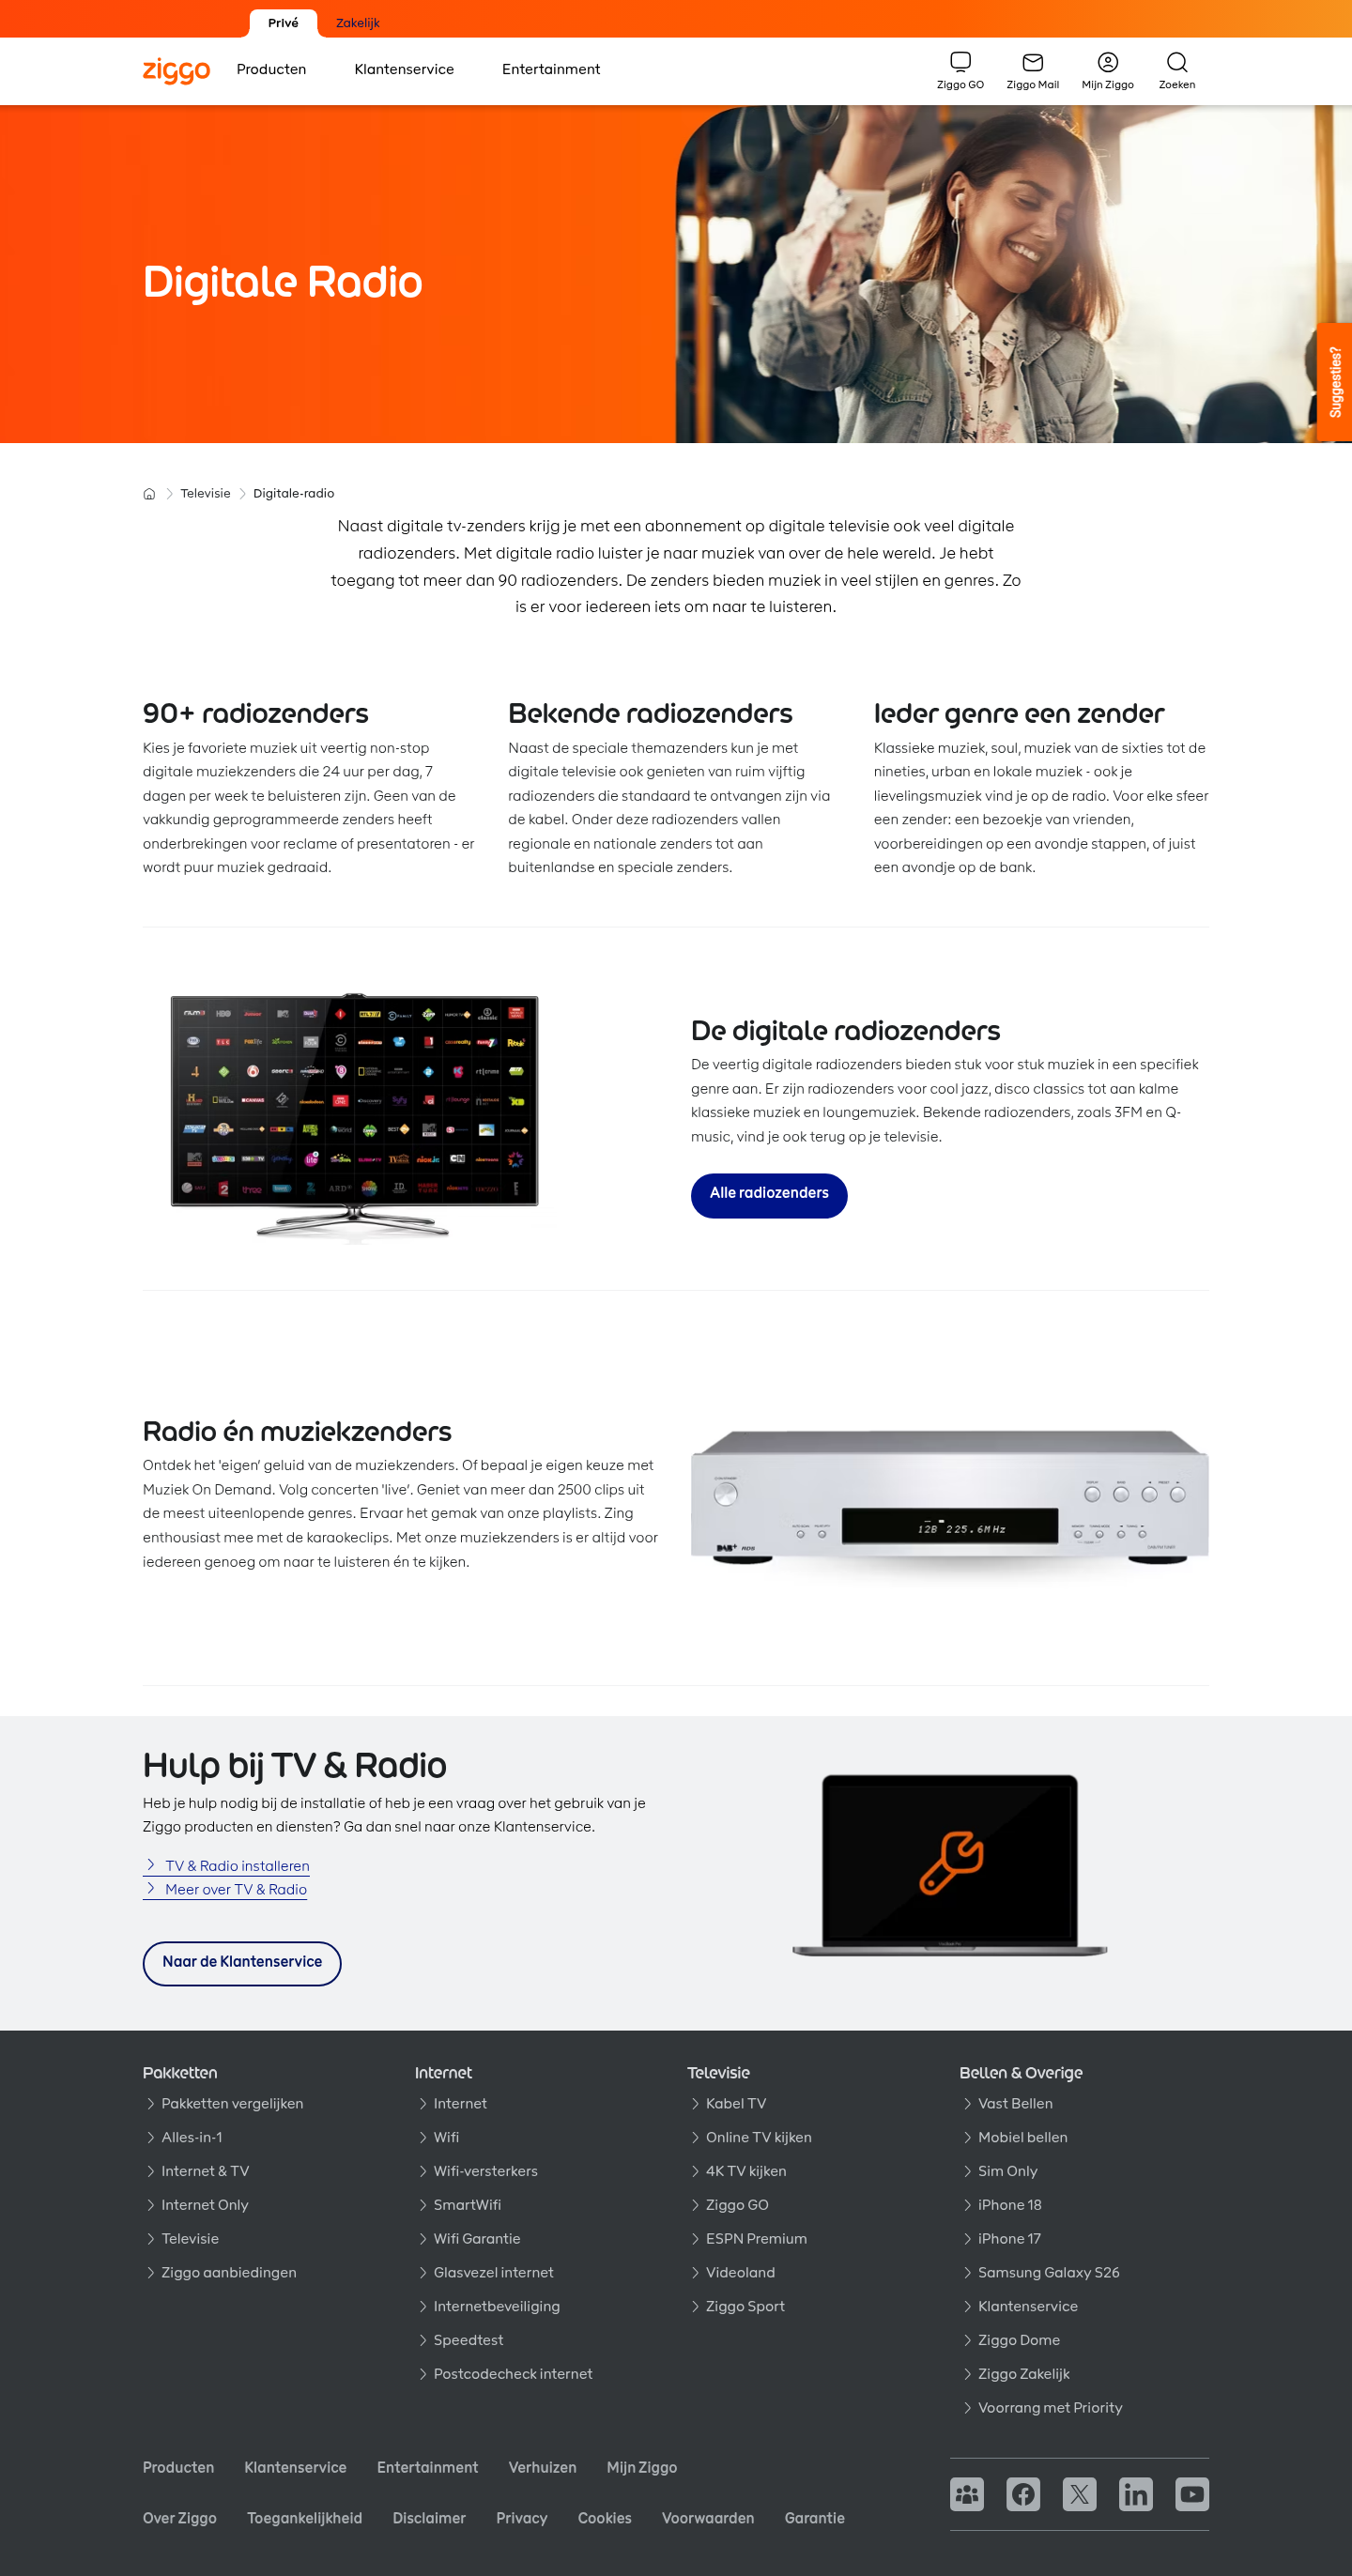 Privé
Zakelijk
ziggo
Producten
Klantenservice
Entertainment
Ziggo GO
Ziggo Mail
Mijn Ziggo
Zoeken
Digitale Radio
Suggesties?
Televisie
Digitale-radio
Naast digitale tv-zenders krijg je met een abonnement op digitale televisie ook veel digitale
radiozenders. Met digitale radio luister je naar muziek van over de hele wereld. Je hebt
toegang tot meer dan 90 radiozenders. De zenders bieden muziek in veel stijlen en genres. Zo
is er voor iedereen iets om naar te luisteren.
90+ radiozenders
Kies je favoriete muziek uit veertig non-stop
digitale muziekzenders die 24 uur per dag, 7
dagen per week te beluisteren zijn. Geen van de
vakkundig geprogrammeerde zenders heeft
onderbrekingen voor reclame of presentatoren - er
wordt puur muziek gedraaid.
Bekende radiozenders
Naast de speciale themazenders kun je met
digitale televisie ook genieten van ruim vijftig
radiozenders die standaard te ontvangen zijn via
de kabel. Onder deze radiozenders vallen
regionale en nationale zenders tot aan
buitenlandse en speciale zenders.
Ieder genre een zender
Klassieke muziek, soul, muziek van de sixties tot de
nineties, urban en lokale muziek - ook je
lievelingsmuziek vind je op de radio. Voor elke sfeer
een zender: een bezoekje van vrienden,
voorbereidingen op een avondje stappen, of juist
een avondje op de bank.
De digitale radiozenders
De veertig digitale radiozenders bieden stuk voor stuk muziek in een specifiek
genre aan. Er zijn radiozenders voor cool jazz, disco classics tot aan kalme
klassieke muziek en loungemuziek. Bekende radiozenders, zoals 3FM en Q-
music, vind je ook terug op je televisie.
Alle radiozenders
Radio én muziekzenders
Ontdek het 'eigen' geluid van de muziekzenders. Of bepaal je eigen keuze met
Muziek On Demand. Volg concerten 'live'. Geniet van meer dan 2500 clips uit
de meest uiteenlopende genres. Ervaar het gemak van onze playlists. Zing
enthousiast mee met de karaokeclips. Met onze muziekzenders is er altijd voor
iedereen genoeg om naar te luisteren én te kijken.
12B 225.6MHz
DAB+ RDS
Hulp bij TV & Radio
Heb je hulp nodig bij de installatie of heb je een vraag over het gebruik van je
Ziggo producten en diensten? Ga dan snel naar onze Klantenservice.
TV & Radio installeren
Meer over TV & Radio
Naar de Klantenservice
Pakketten
Pakketten vergelijken
Alles-in-1
Internet & TV
Internet Only
Televisie
Ziggo aanbiedingen
Internet
Internet
Wifi
Wifi-versterkers
SmartWifi
Wifi Garantie
Glasvezel internet
Internetbeveiliging
Speedtest
Postcodecheck internet
Televisie
Kabel TV
Online TV kijken
4K TV kijken
Ziggo GO
ESPN Premium
Videoland
Ziggo Sport
Bellen & Overige
Vast Bellen
Mobiel bellen
Sim Only
iPhone 18
iPhone 17
Samsung Galaxy S26
Klantenservice
Ziggo Dome
Ziggo Zakelijk
Voorrang met Priority
Producten
Klantenservice
Entertainment
Verhuizen
Mijn Ziggo
Over Ziggo
Toegankelijkheid
Disclaimer
Privacy
Cookies
Voorwaarden
Garantie